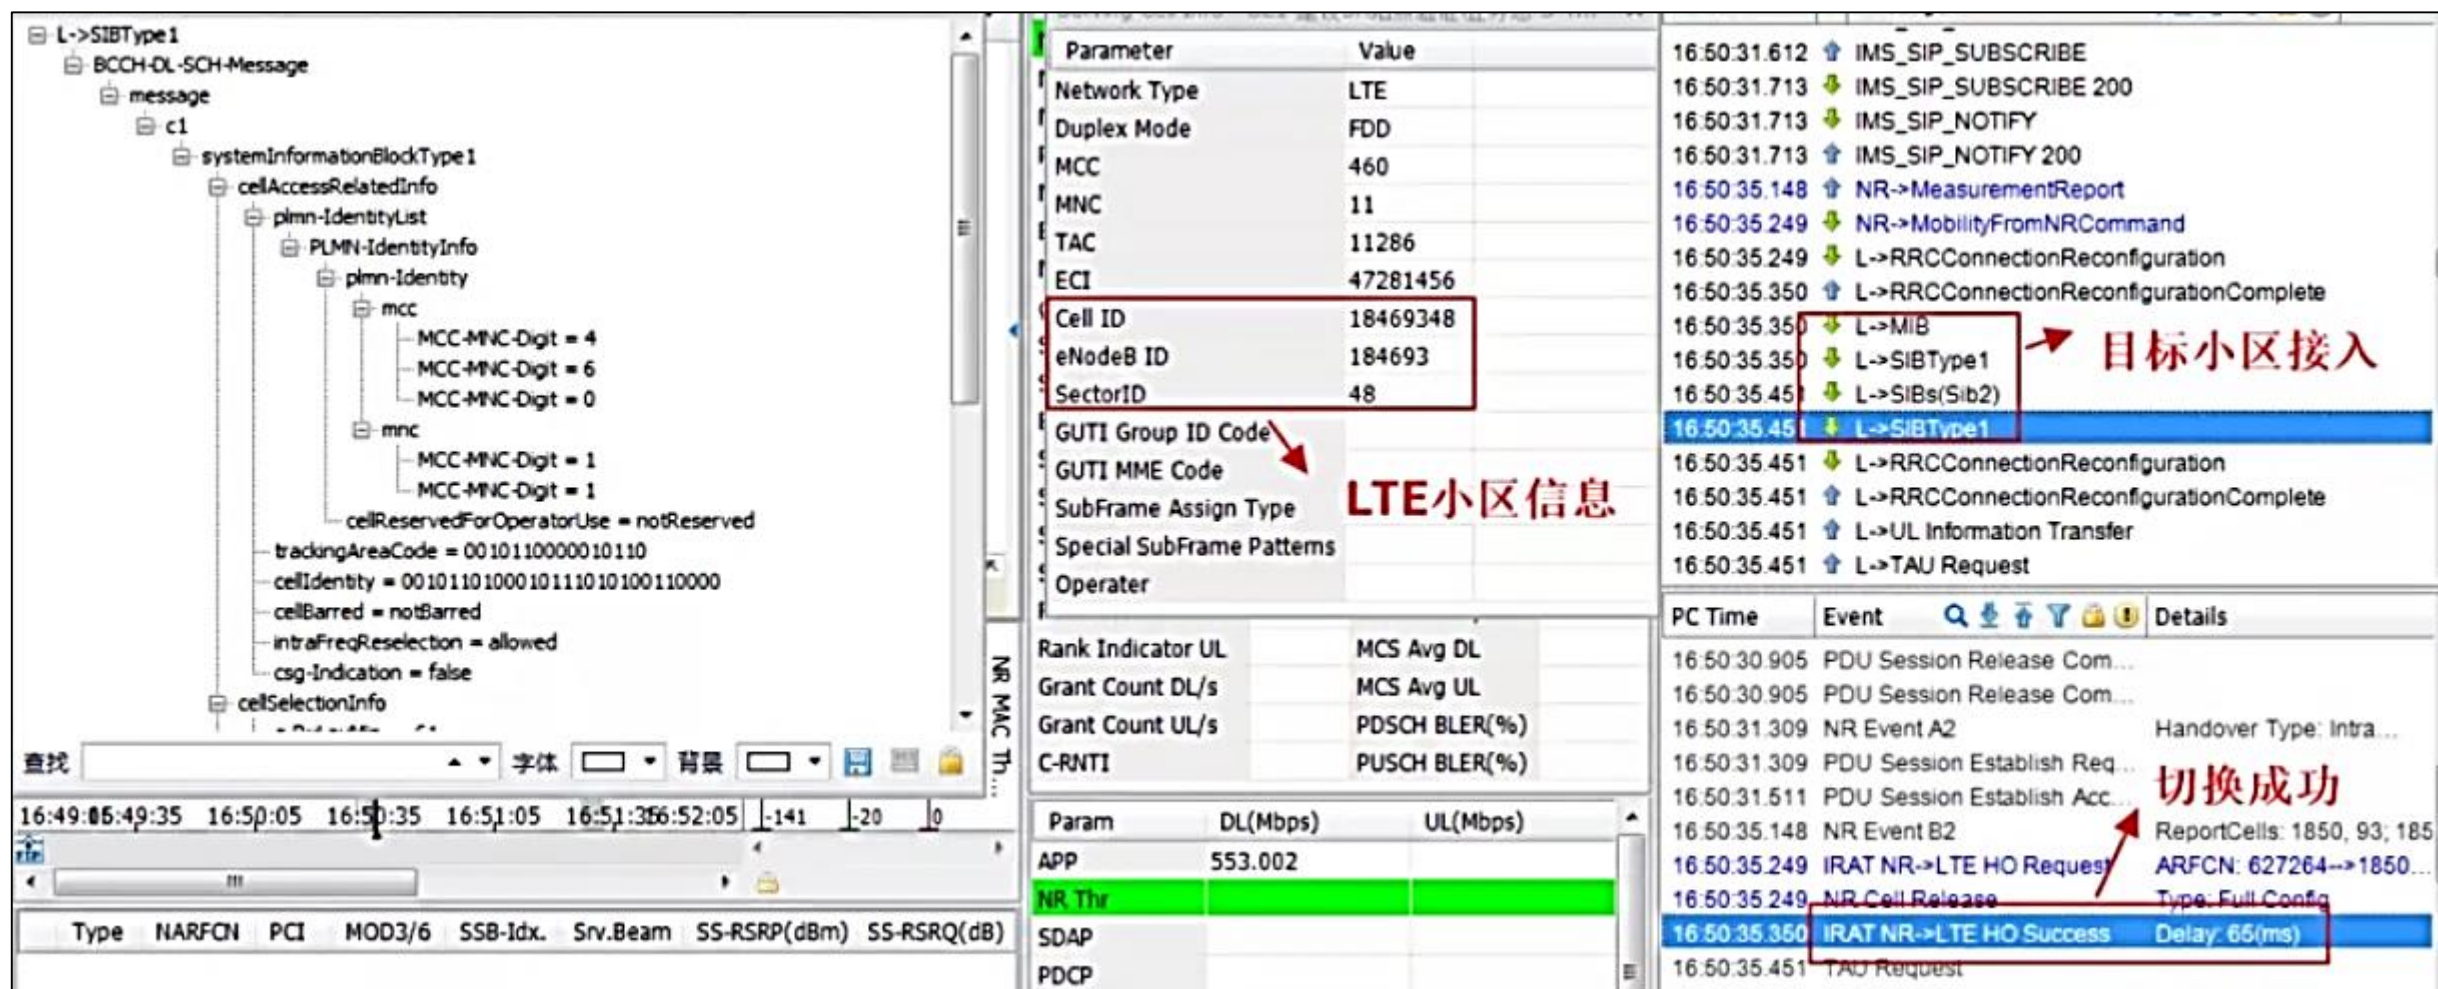 L->SIBType1
BCCH-DL-SCH-Message
message
c1
systemInformationBlockType1
cellAccessRelatedInfo
plmn-IdentityList
PLMN-IdentityInfo
plmn-Identity
mcc
MCC-MNC-Digit = 4
MCC-MNC-Digit = 6
MCC-MNC-Digit = 0
mnc
MCC-MNC-Digit = 1
MCC-MNC-Digit = 1
cellReservedForOperatorUse = notReserved
trackingAreaCode = 0010110000010110
cellIdentity = 0010110100010111010100110000
cellBarred = notBarred
intraFreqReselection = allowed
csg-Indication = false
cellSelectionInfo
查找 字体 背景
16:49:05 16:49:35 16:50:05 16:50:35 16:51:05 16:51:35 16:52:05 -141 -20 0
Type NARFCN PCI MOD3/6 SSB-Idx. Srv.Beam SS-RSRP(dBm) SS-RSRQ(dB)
NR MAC Th...
Parameter Value
Network Type LTE
Duplex Mode FDD
MCC 460
MNC 11
TAC 11286
ECI 47281456
Cell ID 18469348
eNodeB ID 184693
SectorID 48
GUTI Group ID Code
GUTI MME Code
SubFrame Assign Type
Special SubFrame Patterns
Operater
LTE小区信息
Rank Indicator UL MCS Avg DL
Grant Count DL/s MCS Avg UL
Grant Count UL/s PDSCH BLER(%)
C-RNTI PUSCH BLER(%)
Param DL(Mbps) UL(Mbps)
APP 553.002
NR Thr
SDAP
PDCP
16:50:31.612 IMS_SIP_SUBSCRIBE
16:50:31.713 IMS_SIP_SUBSCRIBE 200
16:50:31.713 IMS_SIP_NOTIFY
16:50:31.713 IMS_SIP_NOTIFY 200
16:50:35.148 NR->MeasurementReport
16:50:35.249 NR->MobilityFromNRCommand
16:50:35.249 L->RRCConnectionReconfiguration
16:50:35.350 L->RRCConnectionReconfigurationComplete
16:50:35.350 L->MIB
16:50:35.350 L->SIBType1
16:50:35.451 L->SIBs(Sib2)
16:50:35.451 L->SIBType1
16:50:35.451 L->RRCConnectionReconfiguration
16:50:35.451 L->RRCConnectionReconfigurationComplete
16:50:35.451 L->UL Information Transfer
16:50:35.451 L->TAU Request
目标小区接入
PC Time Event Details
16:50:30.905 PDU Session Release Com...
16:50:30.905 PDU Session Release Com...
16:50:31.309 NR Event A2 Handover Type: Intra...
16:50:31.309 PDU Session Establish Req...
16:50:31.511 PDU Session Establish Acc...
16:50:35.148 NR Event B2 ReportCells: 1850, 93; 185
16:50:35.249 IRAT NR->LTE HO Request ARFCN: 627264-->1850...
16:50:35.249 NR Cell Release Type: Full Config
16:50:35.350 IRAT NR->LTE HO Success Delay: 65(ms)
16:50:35.451 TAU Request
切换成功